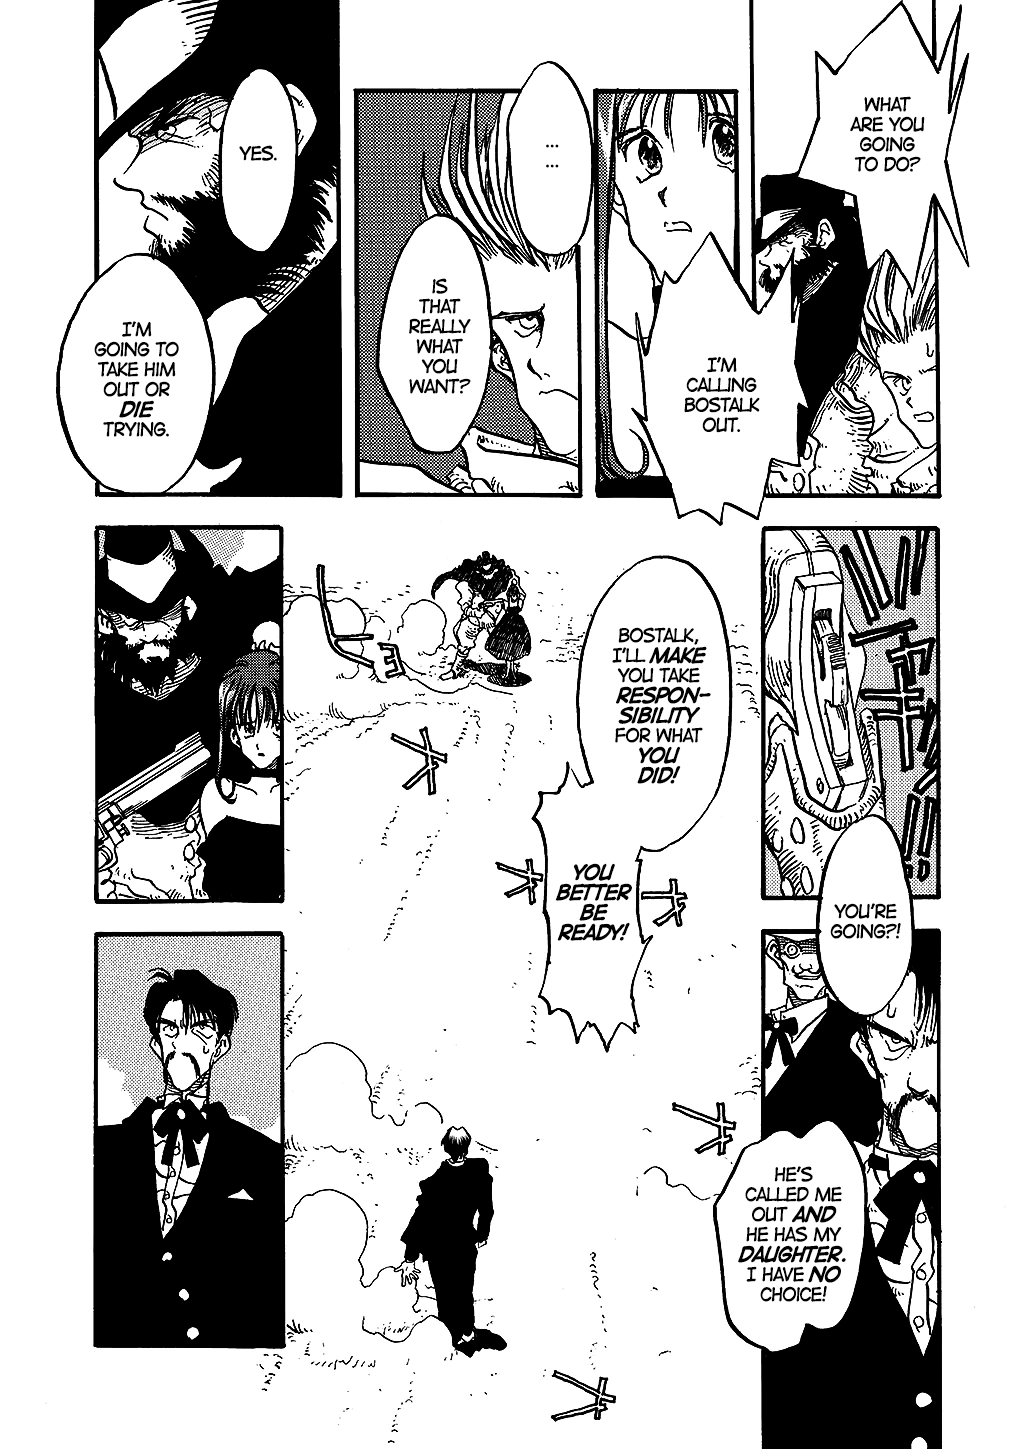 WHAT
ARE YOU
GOING
TO DO?
I'M
CALLING
BOSTALK
OUT.
...
...
IS
THAT
REALLY
WHAT
YOU
WANT?
YES.
I'M
GOING TO
TAKE HIM
OUT OR
DIE
TRYING.
BOSTALK,
I'LL MAKE
YOU TAKE
RESPON-
SIBILITY
FOR WHAT
YOU
DID!
YOU
BETTER
BE
READY!
YOU'RE
GOING?!
HE'S
CALLED ME
OUT AND
HE HAS MY
DAUGHTER.
I HAVE NO
CHOICE!